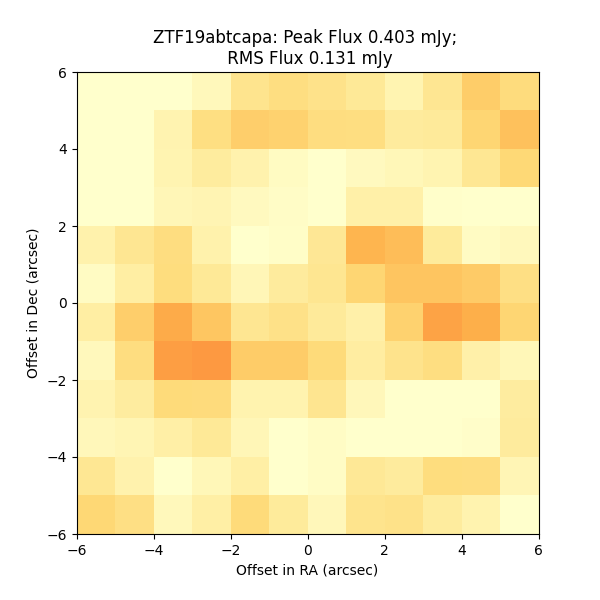 ZTF19abtcapa: Peak Flux 0.403 mJy;
RMS Flux 0.131 mJy
6
4
2
0
−2
−4
−6
Offset in Dec (arcsec)
−6 −4 −2 0 2 4 6
Offset in RA (arcsec)